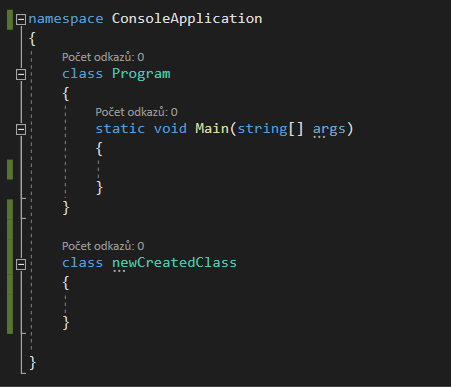 namespace ConsoleApplication
{
Počet odkazů: 0
class Program
{
Počet odkazů: 0
static void Main(string[] args)
{
}
}
Počet odkazů: 0
class newCreatedClass
{
}
}